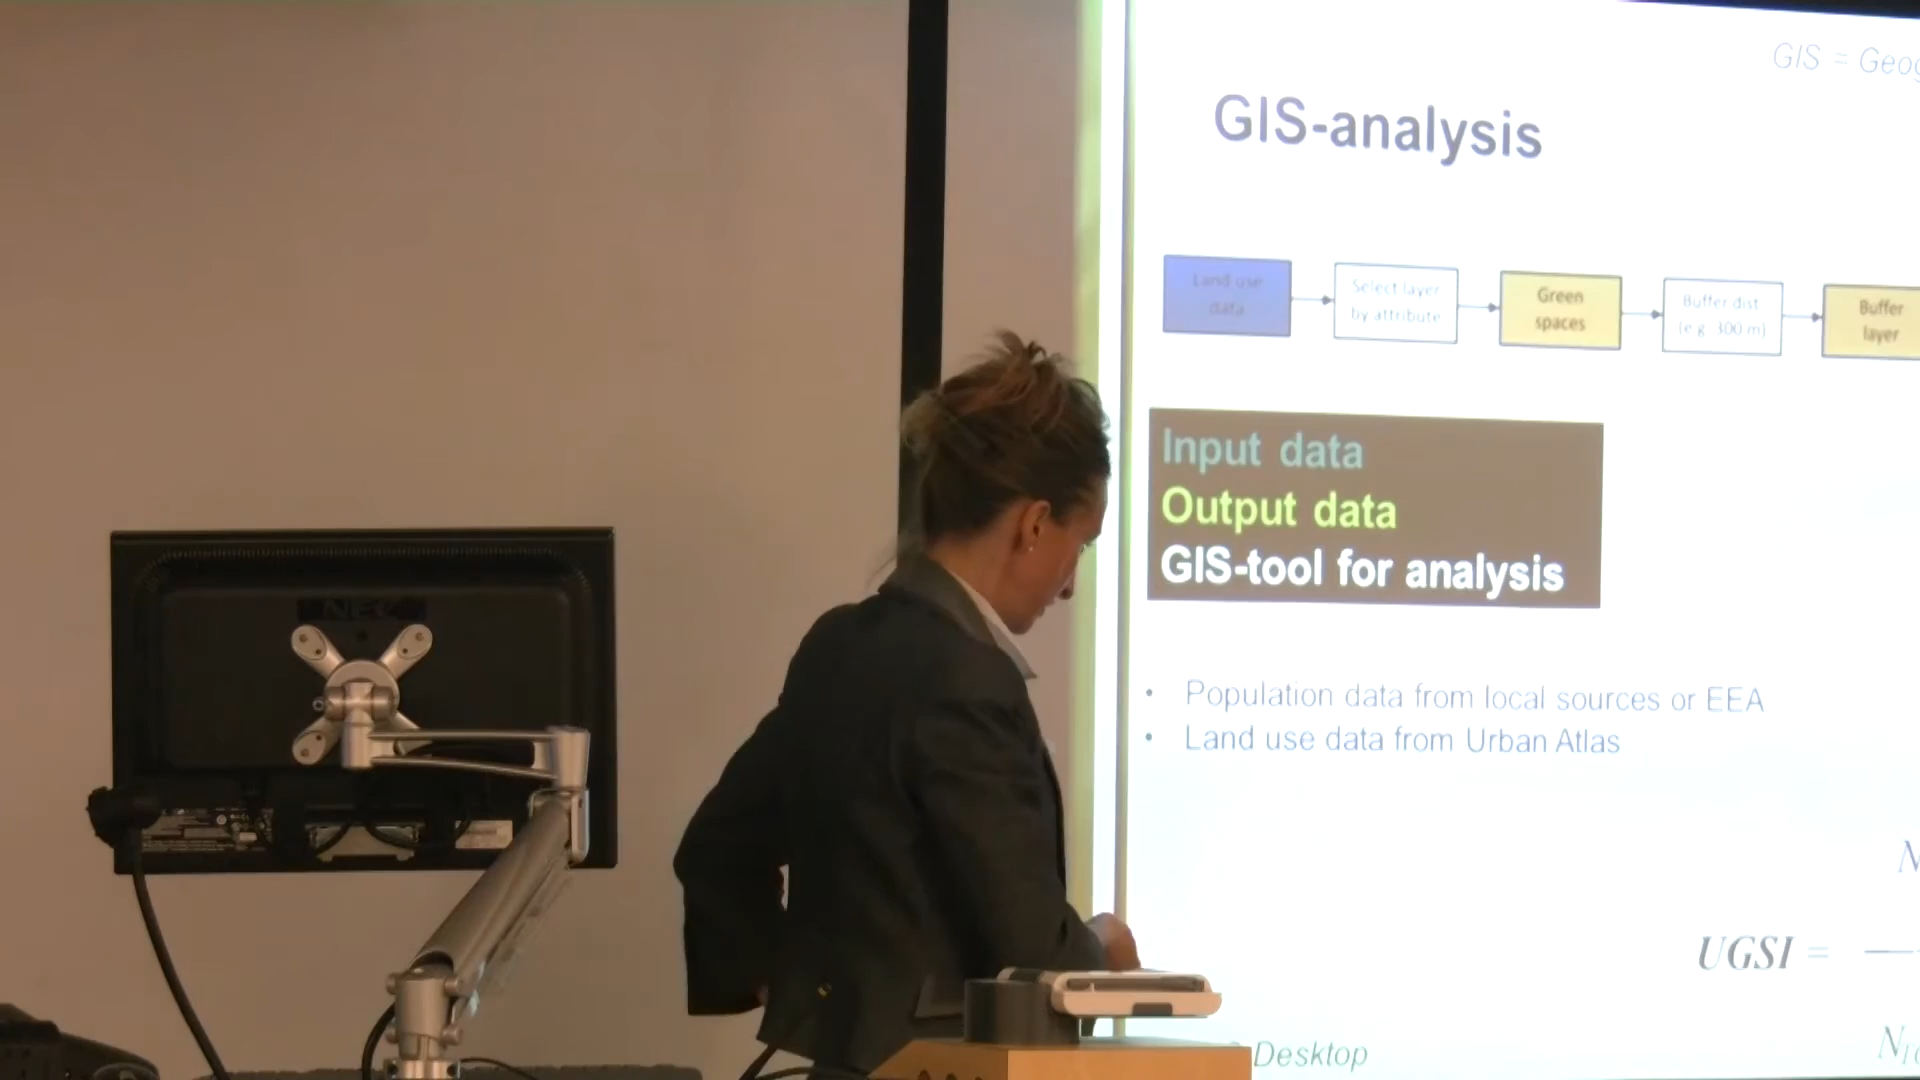 GIS = Geog
GIS-analysis
Land use
data
Select layer
by attribute
Green
spaces
Buffer dist
(e.g. 300 m)
Buffer
layer
Input data
Output data
GIS-tool for analysis
• Population data from local sources or EEA
• Land use data from Urban Atlas
N
UGSI =
Desktop
NEC